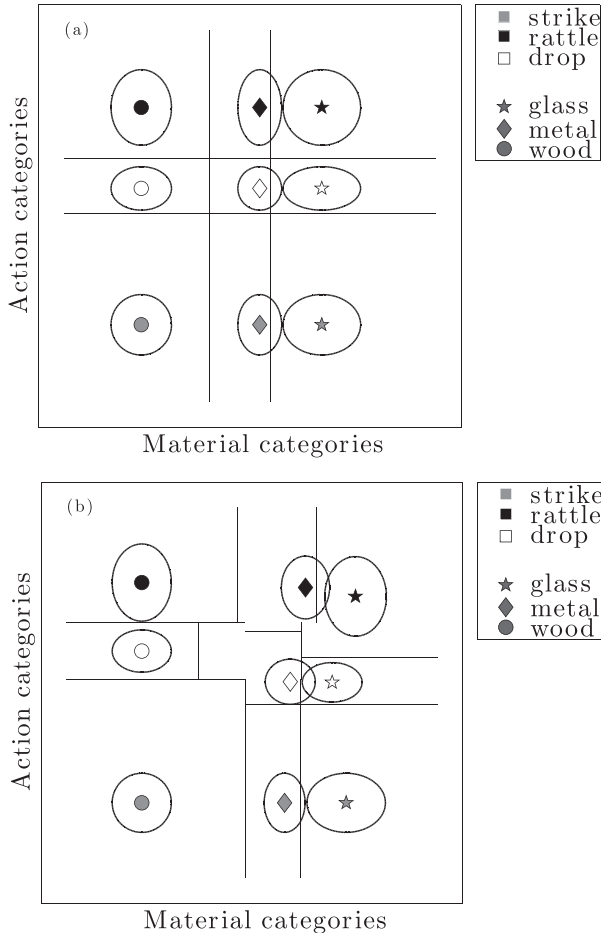 (a)
strike
rattle
drop
glass
metal
wood
Action categories
Material categories
(b)
strike
rattle
drop
glass
metal
wood
Action categories
Material categories